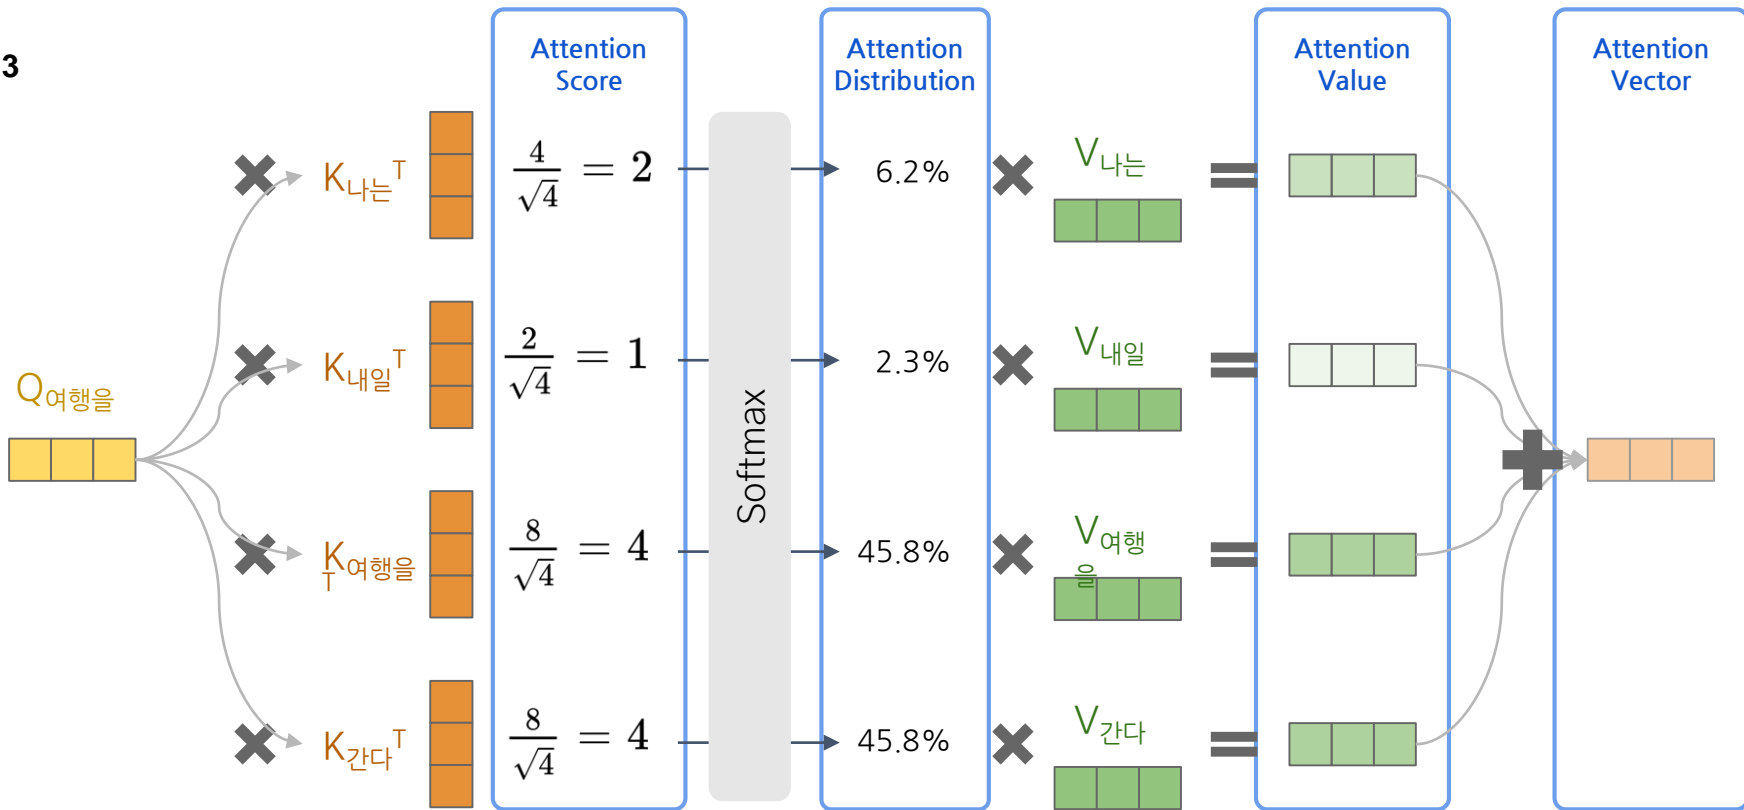 3
Attention
Score
Attention
Distribution
Attention
Value
Attention
Vector
Q여행을
K나는ᵀ
4/√4 = 2
6.2%
V나는
K내일ᵀ
2/√4 = 1
2.3%
V내일
Softmax
K여행을
T
8/√4 = 4
45.8%
V여행
을
K간다ᵀ
8/√4 = 4
45.8%
V간다